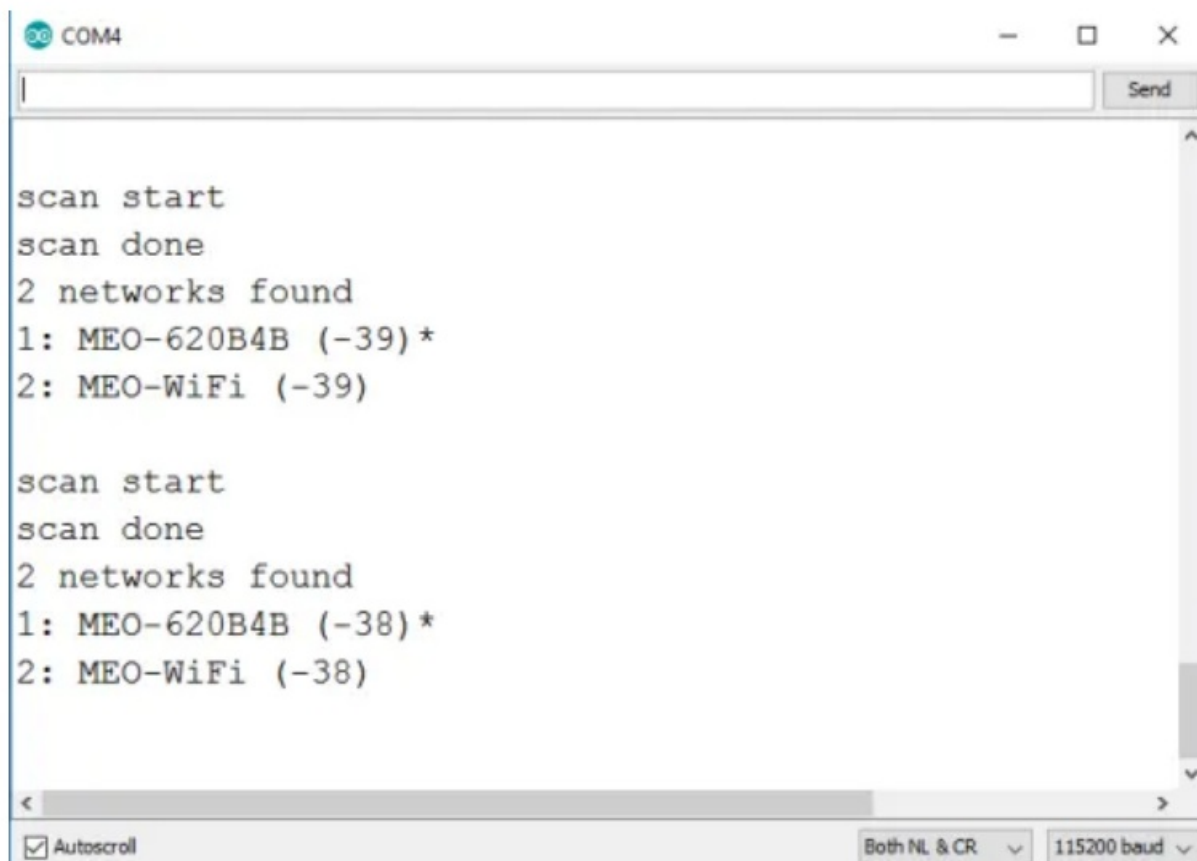 COM4
Send
scan start
scan done
2 networks found
1: MEO-620B4B (-39)*
2: MEO-WiFi (-39)
scan start
scan done
2 networks found
1: MEO-620B4B (-38)*
2: MEO-WiFi (-38)
Autoscroll
Both NL & CR
115200 baud